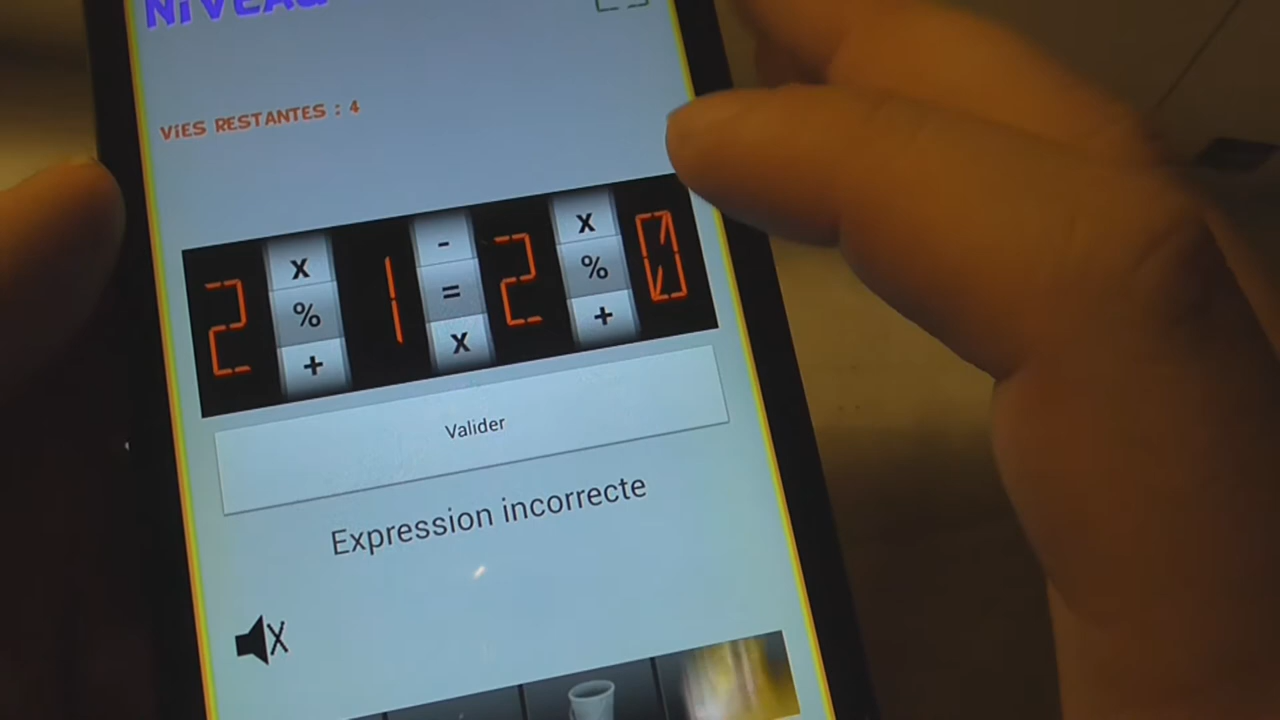 NIVEAU
VIES RESTANTES : 4
x - x
2 % 1 = 2 % 0
+ x +
Valider
Expression incorrecte